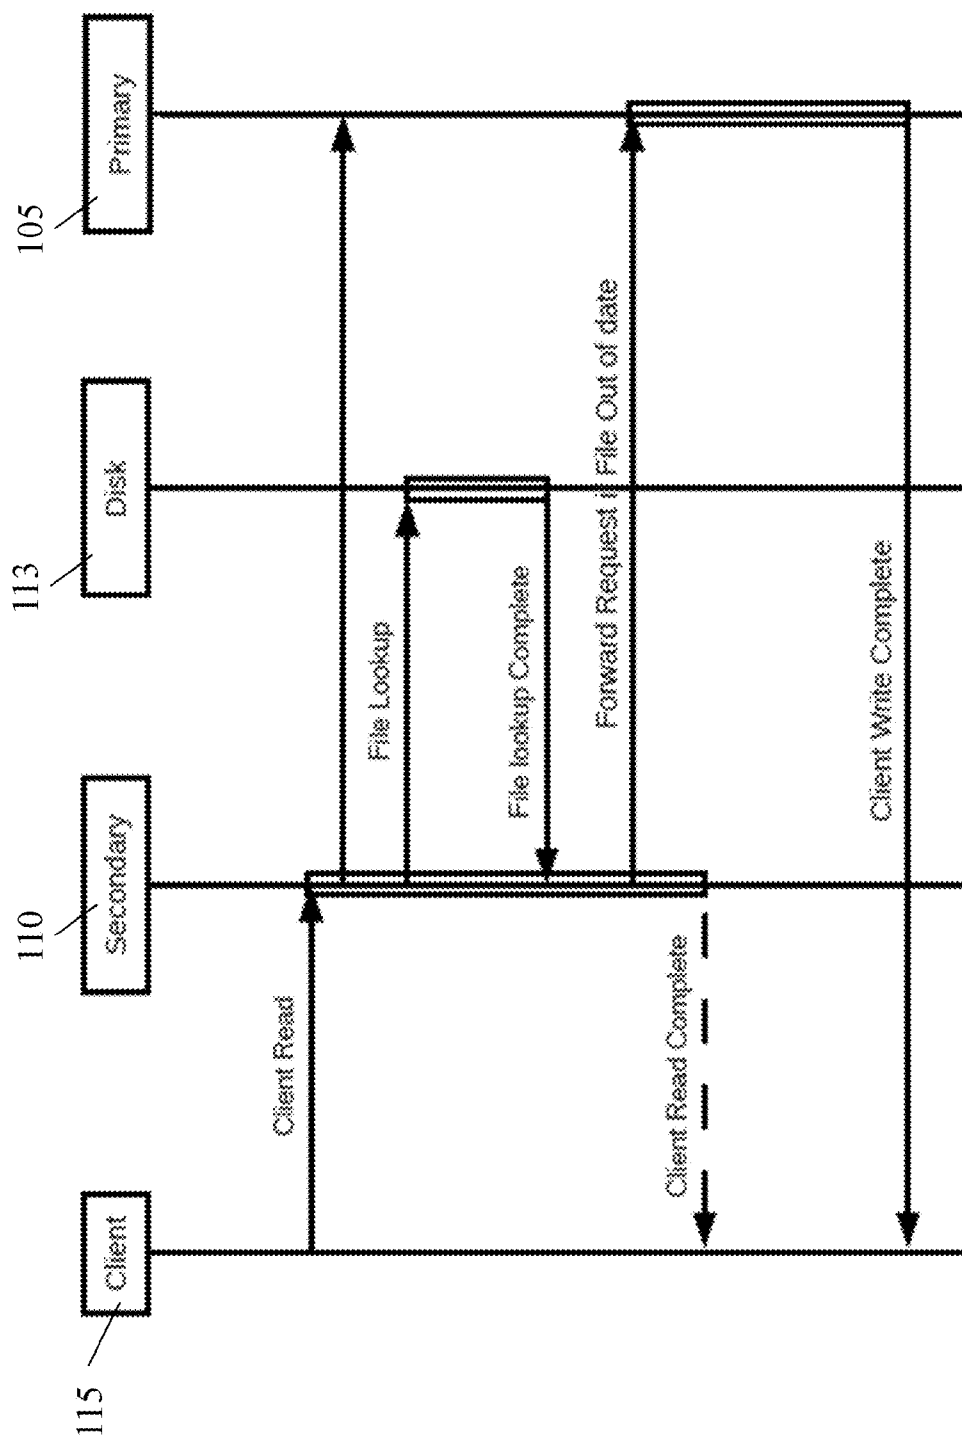 115
110
113
105
Client
Secondary
Disk
Primary
Client Read
File Lookup
File lookup Complete
Forward Request is File Out of date
Client Read Complete
Client Write Complete